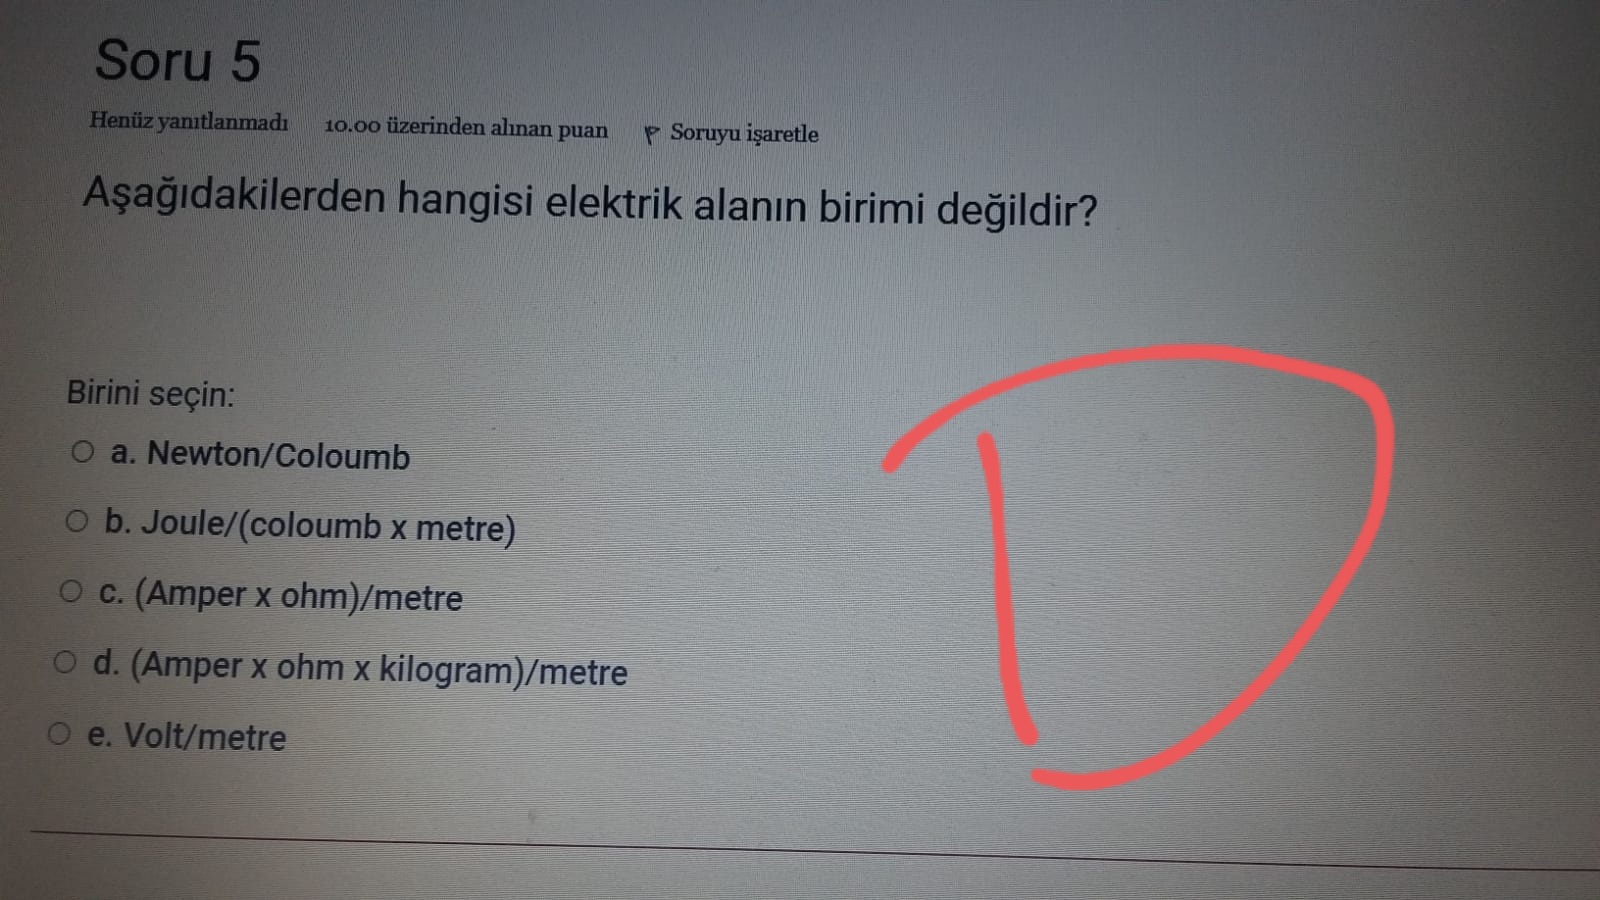 Soru 5
Henüz yanıtlanmadı 10.00 üzerinden alınan puan Soruyu işaretle
Aşağıdakilerden hangisi elektrik alanın birimi değildir?
Birini seçin:
a. Newton/Coloumb
b. Joule/(coloumb x metre)
c. (Amper x ohm)/metre
d. (Amper x ohm x kilogram)/metre
e. Volt/metre
D